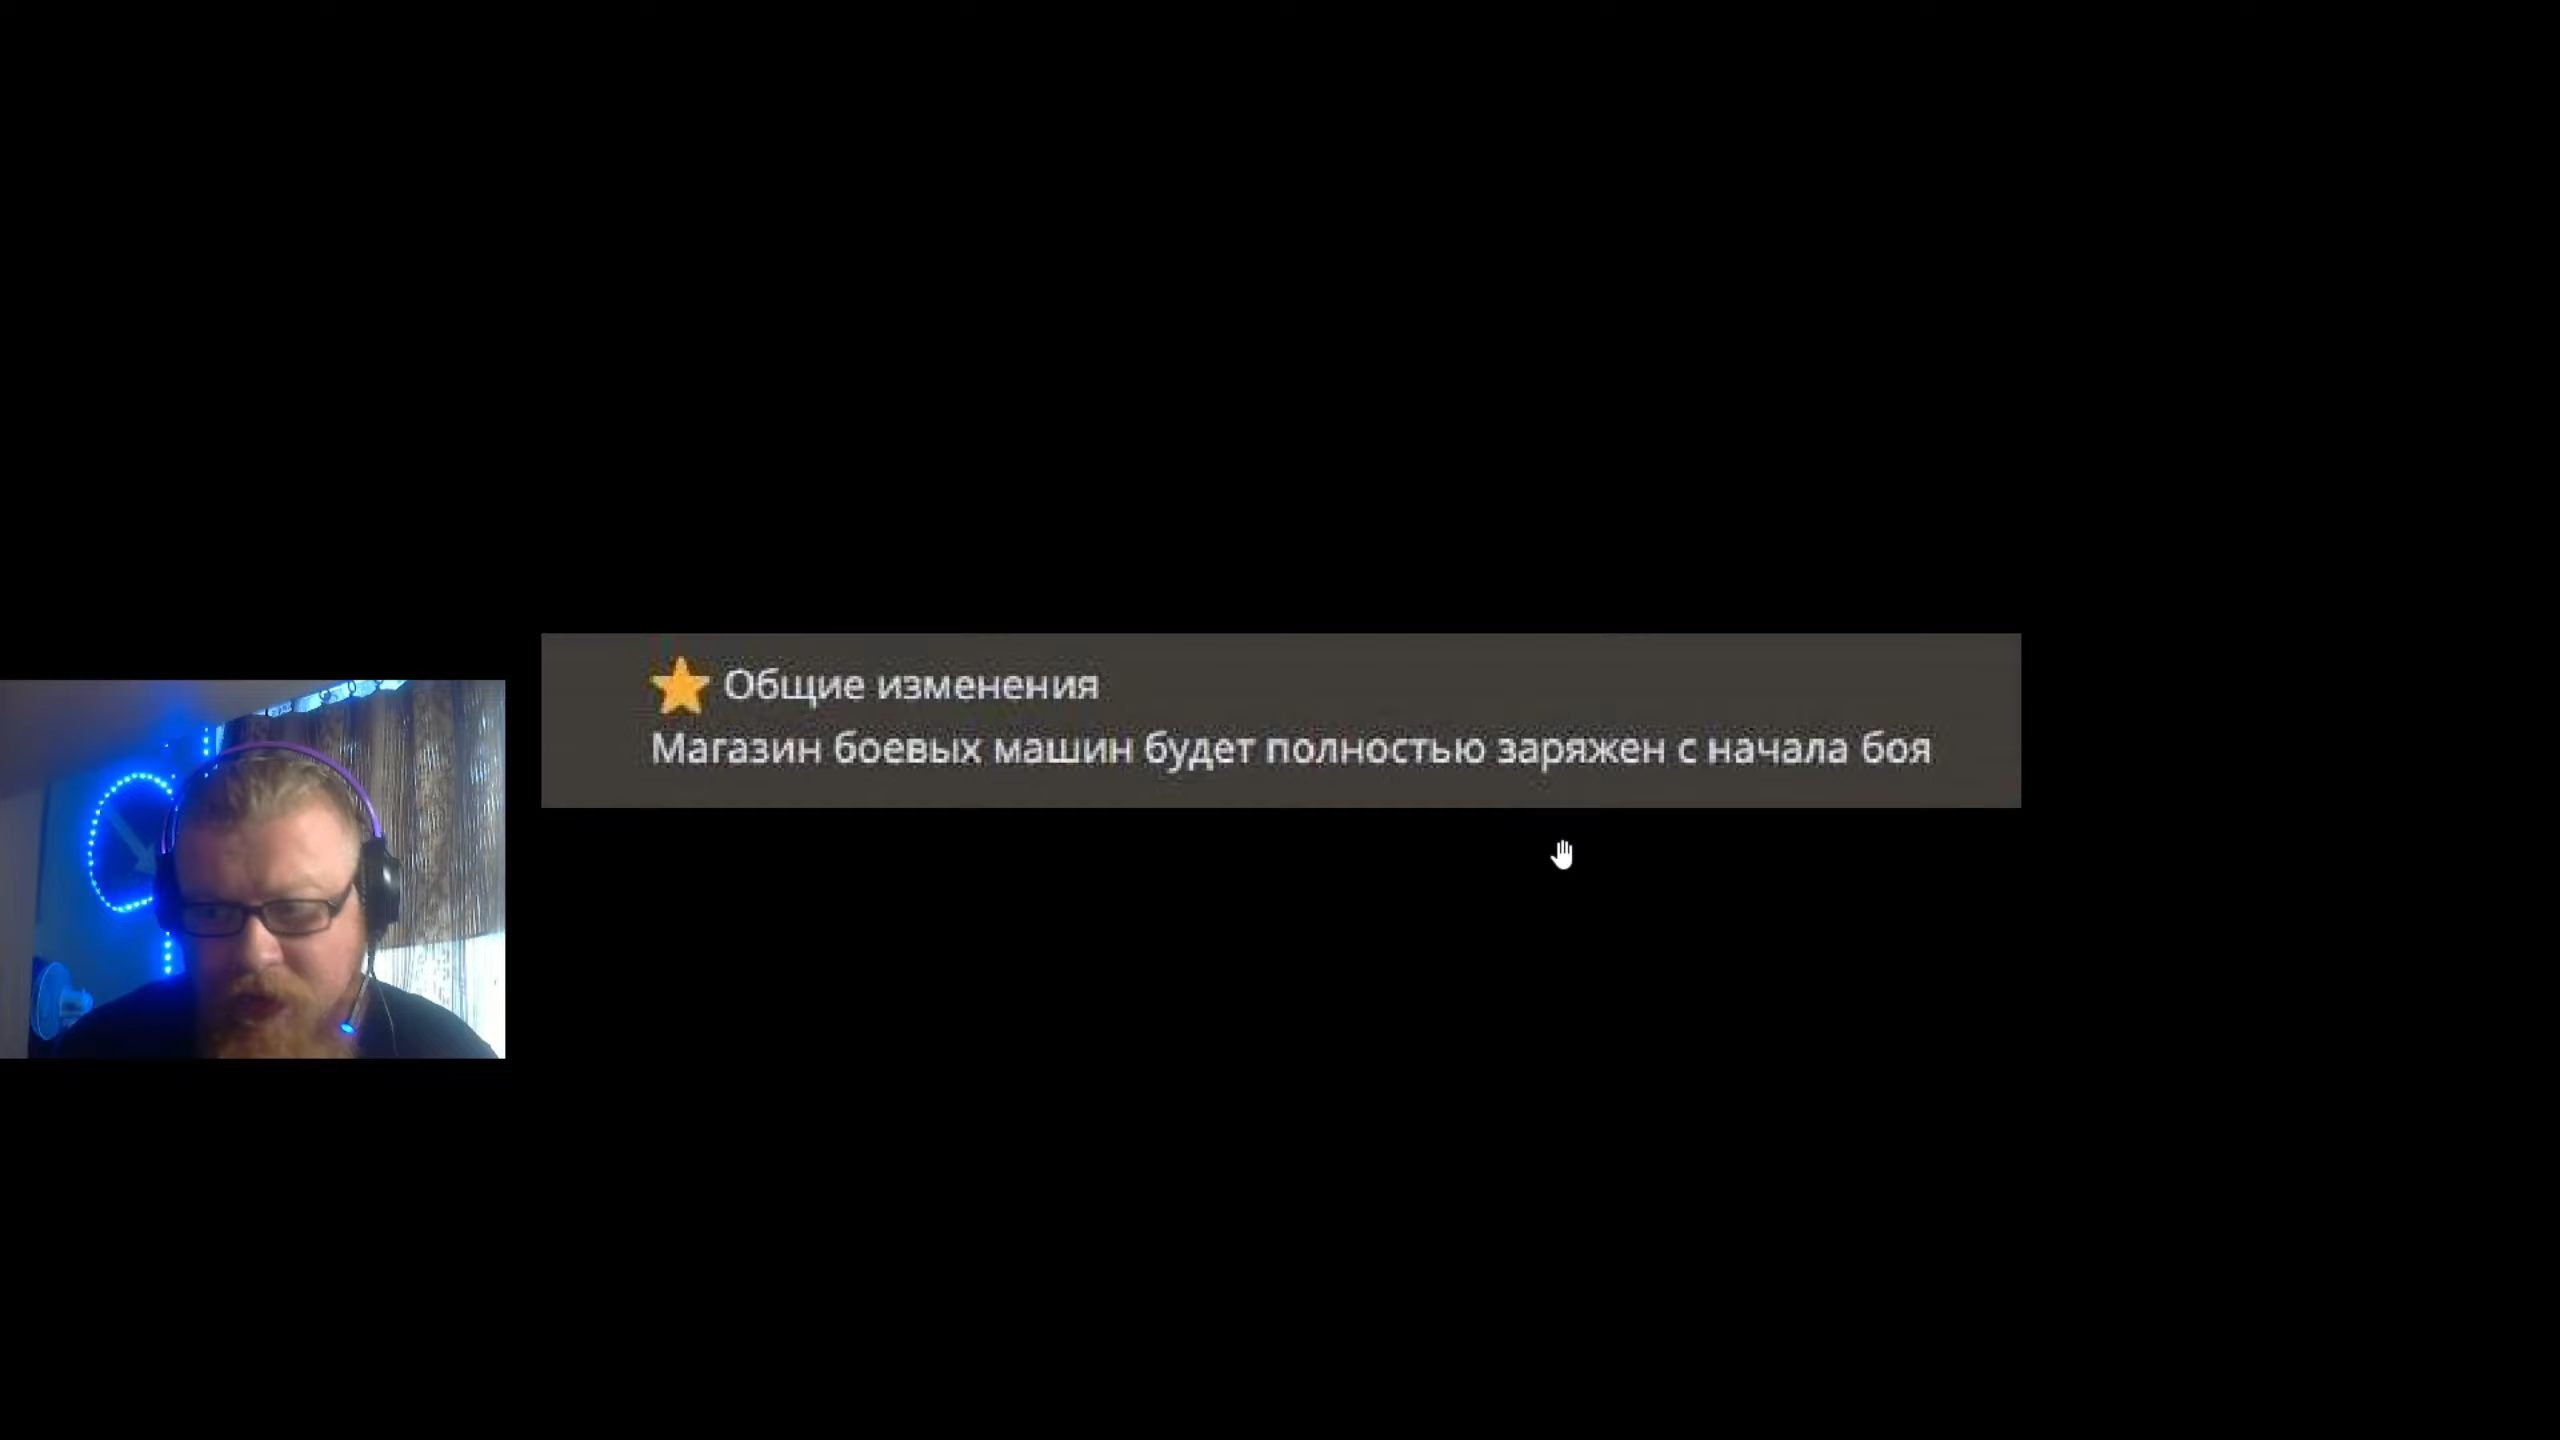 Общие изменения
Магазин боевых машин будет полностью заряжен с начала боя